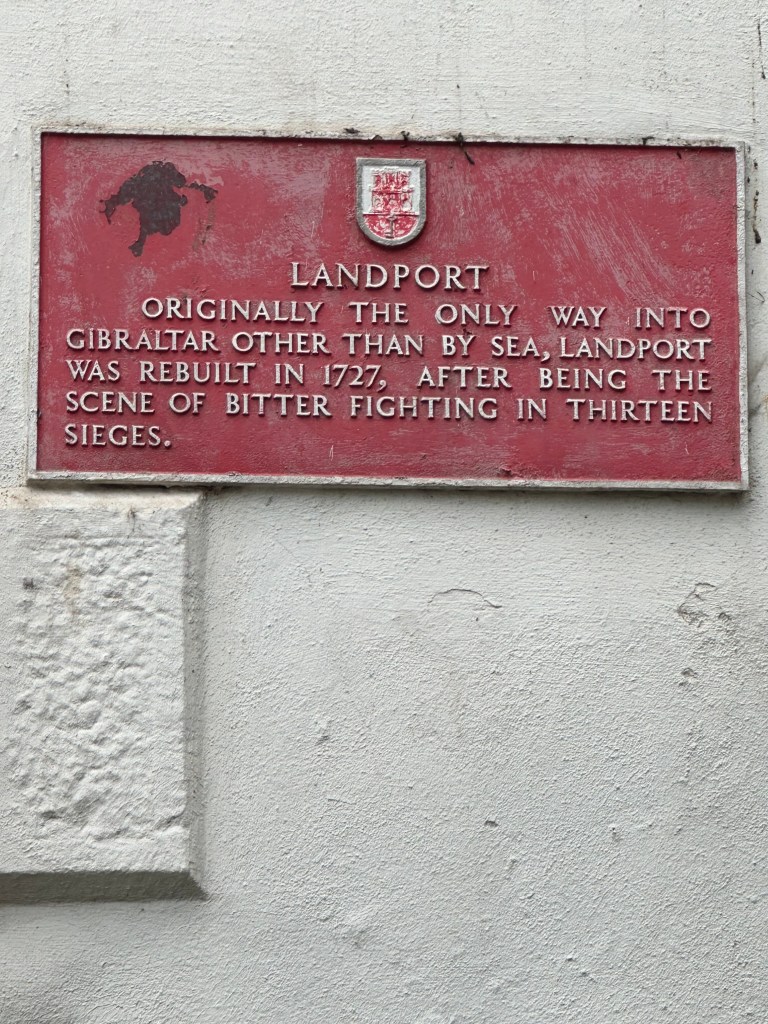 LANDPORT
ORIGINALLY THE ONLY WAY INTO
GIBRALTAR OTHER THAN BY SEA, LANDPORT
WAS REBUILT IN 1727, AFTER BEING THE
SCENE OF BITTER FIGHTING IN THIRTEEN
SIEGES.